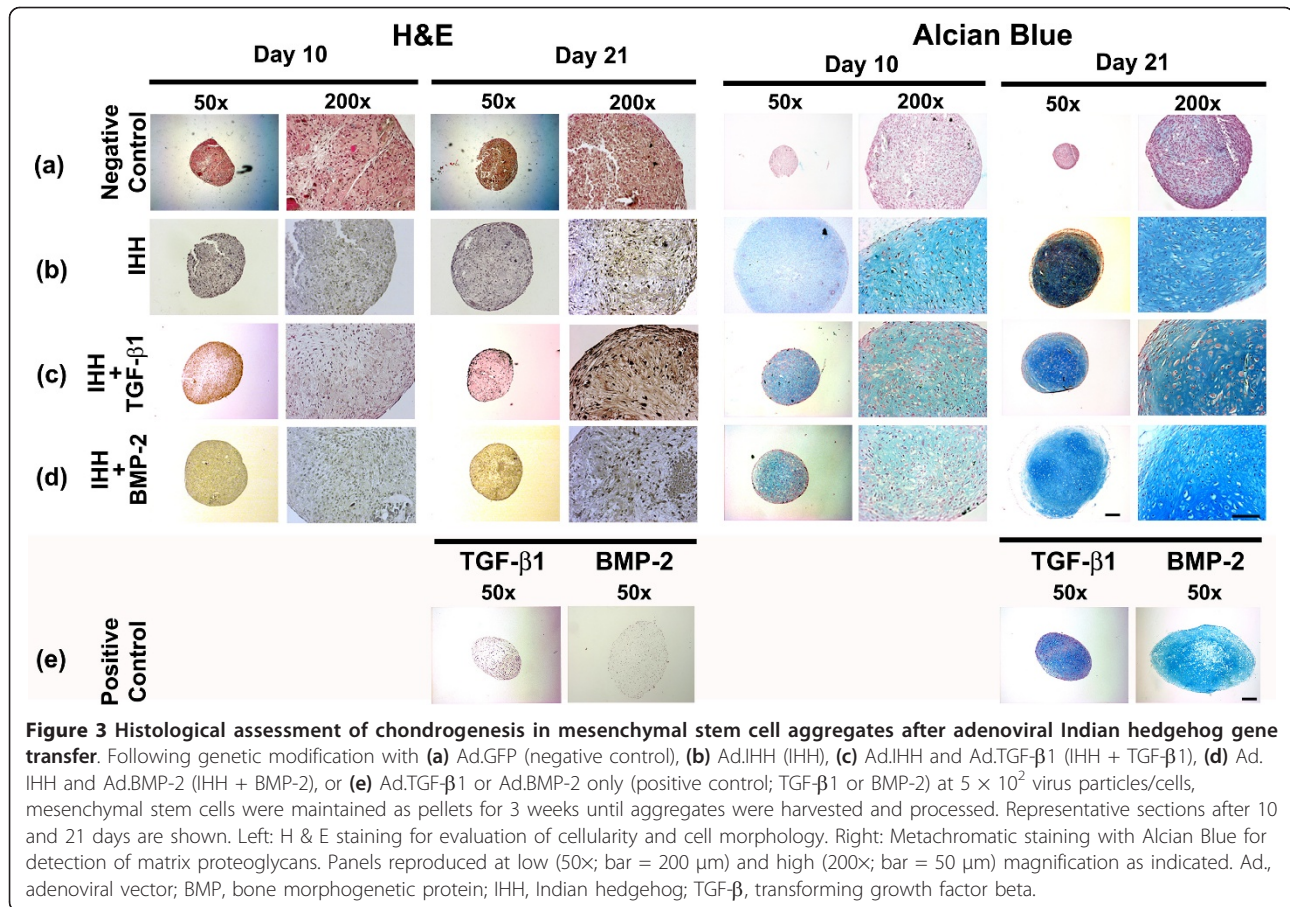 H&E
Alcian Blue
Day 10
Day 21
Day 10
Day 21
50x
200x
50x
200x
50x
200x
50x
200x
(a)
Negative
Control
(b)
IHH
(c)
IHH
+
TGF-β1
(d)
IHH
+
BMP-2
TGF-β1
BMP-2
TGF-β1
BMP-2
50x
50x
50x
50x
(e)
Positive
Control
Figure 3 Histological assessment of chondrogenesis in mesenchymal stem cell aggregates after adenoviral Indian hedgehog gene
transfer. Following genetic modification with (a) Ad.GFP (negative control), (b) Ad.IHH (IHH), (c) Ad.IHH and Ad.TGF-β1 (IHH + TGF-β1), (d) Ad.
IHH and Ad.BMP-2 (IHH + BMP-2), or (e) Ad.TGF-β1 or Ad.BMP-2 only (positive control; TGF-β1 or BMP-2) at 5 × 10² virus particles/cells,
mesenchymal stem cells were maintained as pellets for 3 weeks until aggregates were harvested and processed. Representative sections after 10
and 21 days are shown. Left: H & E staining for evaluation of cellularity and cell morphology. Right: Metachromatic staining with Alcian Blue for
detection of matrix proteoglycans. Panels reproduced at low (50×; bar = 200 μm) and high (200×; bar = 50 μm) magnification as indicated. Ad.,
adenoviral vector; BMP, bone morphogenetic protein; IHH, Indian hedgehog; TGF-β, transforming growth factor beta.